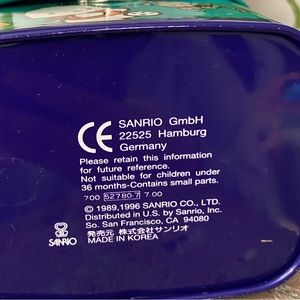 CE
SANRIO GmbH
22525 Hamburg
Germany
Please retain this information
for future reference.
Not suitable for children under
36 months-Contains small parts.
700 52780-7 7.00
© 1989,1996 SANRIO CO., LTD.
Distributed in U.S. by Sanrio, Inc.
So. San Francisco, CA 94080
発売元 株式会社サンリオ
MADE IN KOREA
SANRIO